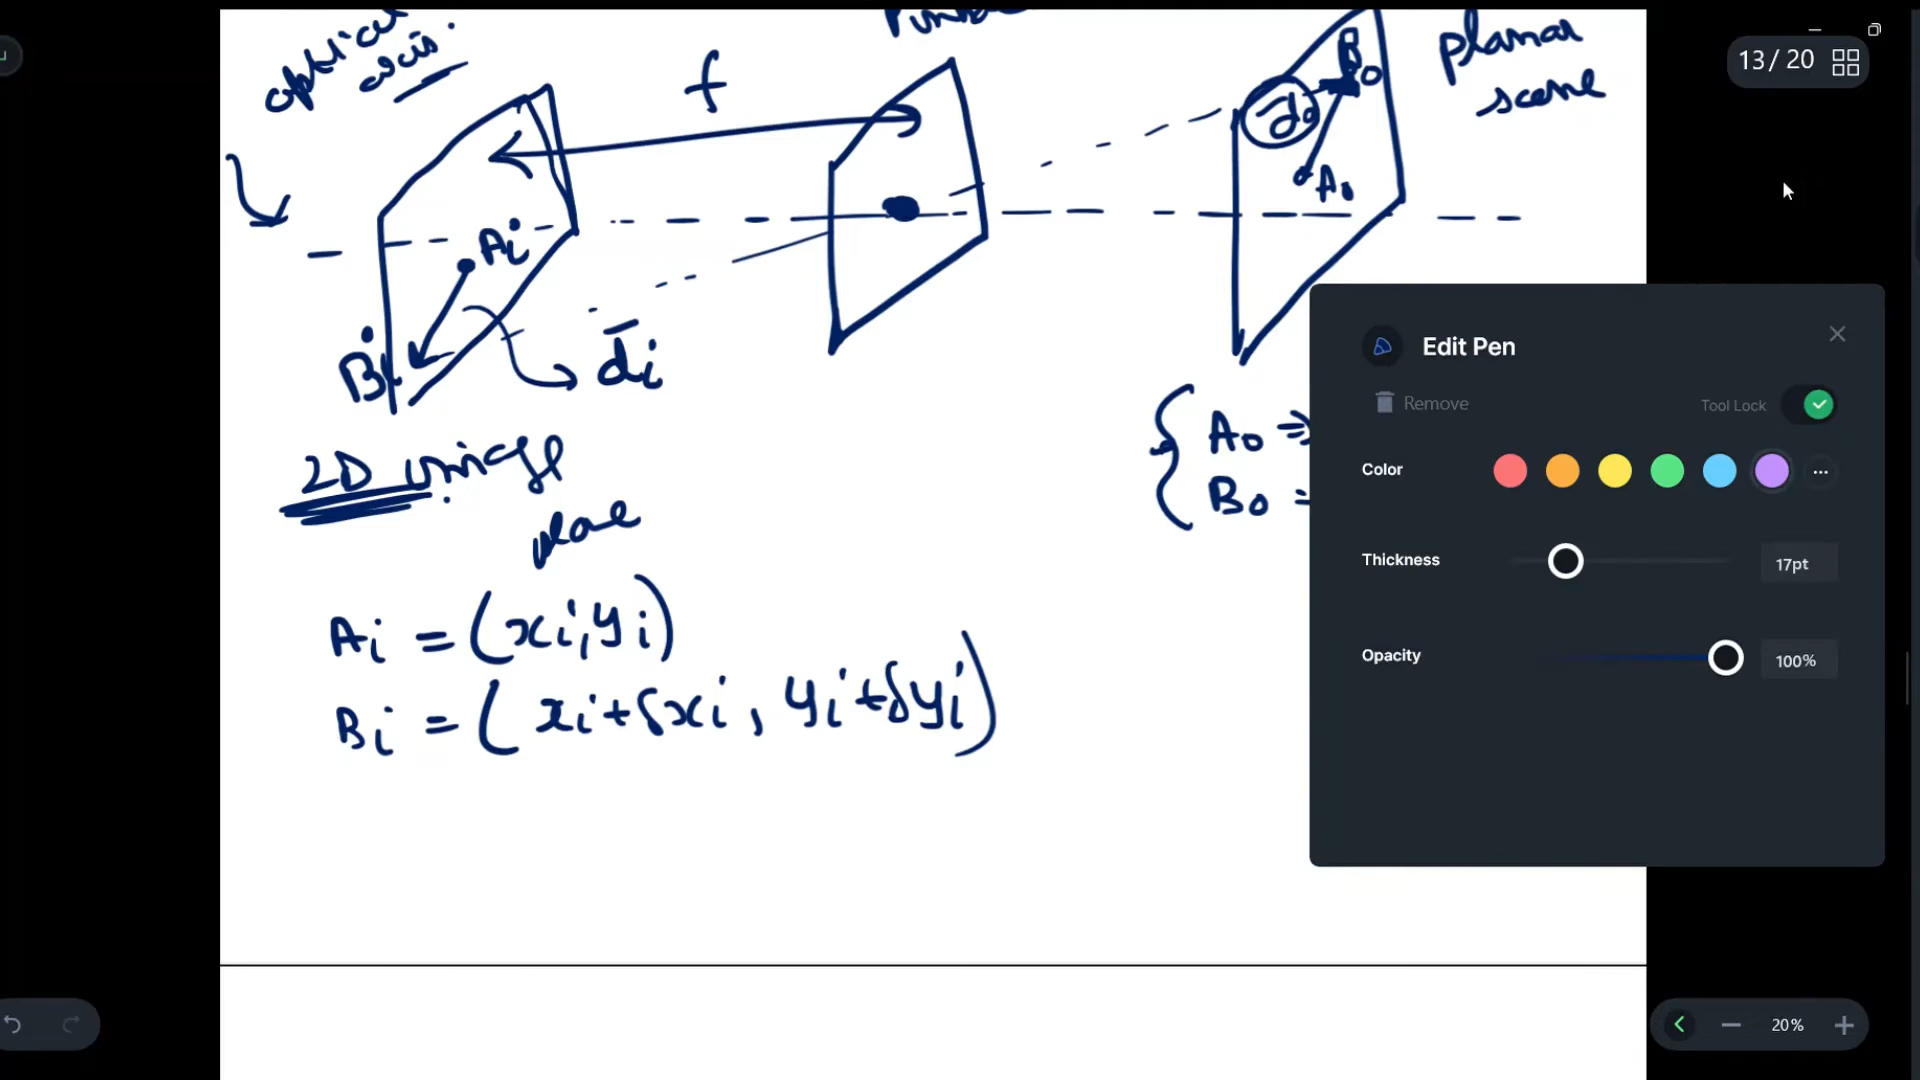 optical
axis.
f
planar
scene
13 / 20
Bo
do
Ao
Ai
Bi
di
Edit Pen
Remove
Tool Lock
Color
...
Thickness
17pt
Opacity
100%
Ao ⇒
Bo =
2D image
plane
Ai = (xi, yi)
Bi = (xi+δxi, yi+δyi)
20%